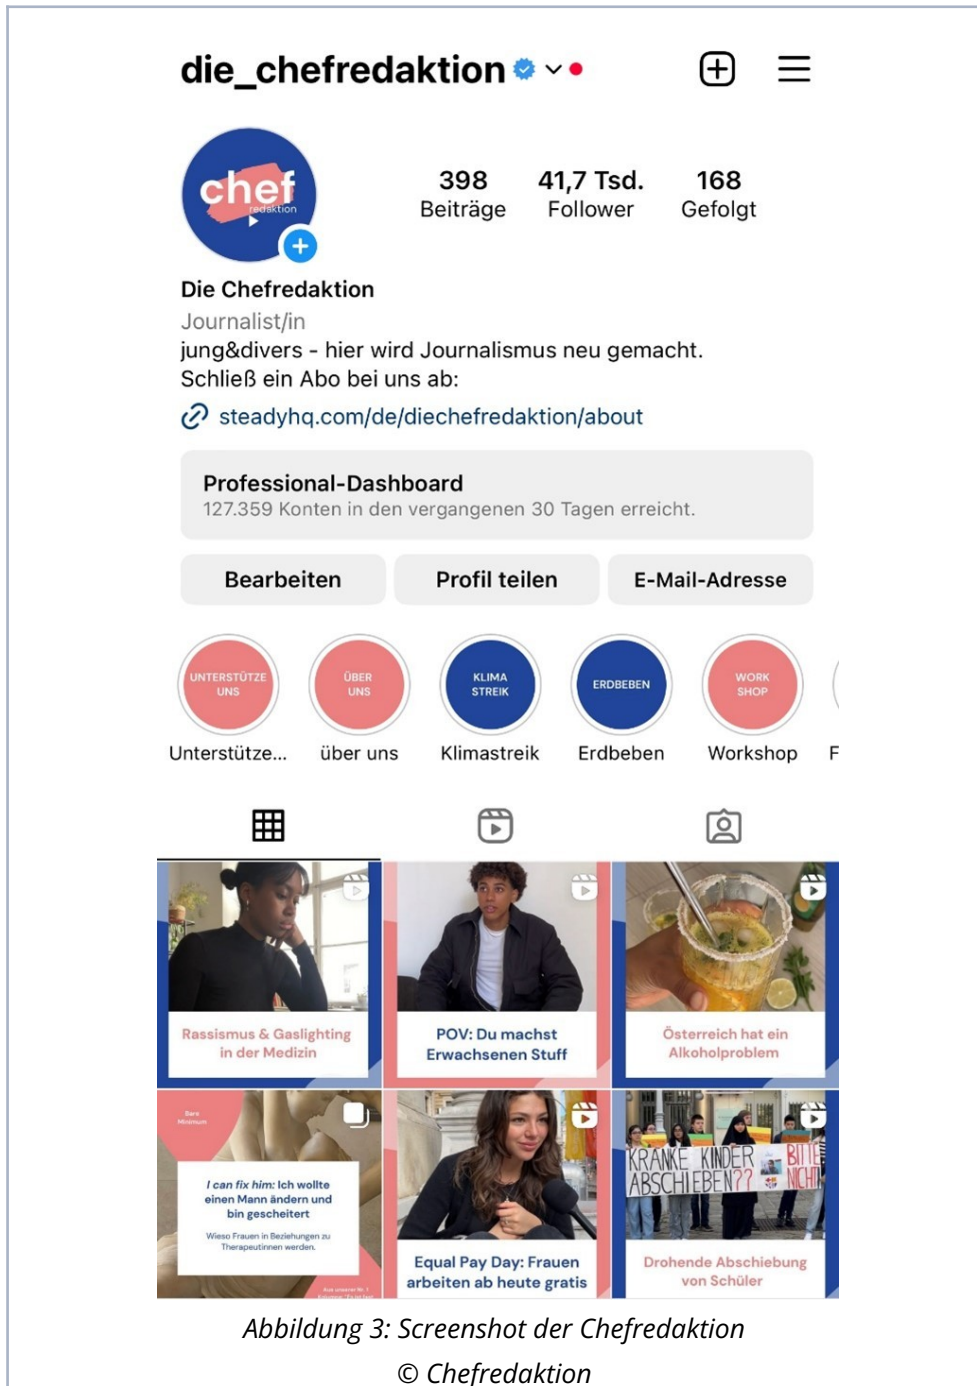 die_chefredaktion
chef
redaktion
398
Beiträge
41,7 Tsd.
Follower
168
Gefolgt
Die Chefredaktion
Journalist/in
jung&divers - hier wird Journalismus neu gemacht.
Schließ ein Abo bei uns ab:
steadyhq.com/de/diechefredaktion/about
Professional-Dashboard
127.359 Konten in den vergangenen 30 Tagen erreicht.
Bearbeiten
Profil teilen
E-Mail-Adresse
UNTERSTÜTZE
UNS
ÜBER
UNS
KLIMA
STREIK
ERDBEBEN
WORK
SHOP
Unterstütze...
über uns
Klimastreik
Erdbeben
Workshop
F
Rassismus & Gaslighting
in der Medizin
POV: Du machst
Erwachsenen Stuff
Österreich hat ein
Alkoholproblem
Bare
Minimum
I can fix him: Ich wollte
einen Mann ändern und
bin gescheitert
Wieso Frauen in Beziehungen zu
Therapeutinnen werden.
Aus unserer Nr. 1
Equal Pay Day: Frauen
arbeiten ab heute gratis
KRANKE KINDER
ABSCHIEBEN??
BITTE
NICHT
Drohende Abschiebung
von Schüler
Abbildung 3: Screenshot der Chefredaktion
© Chefredaktion